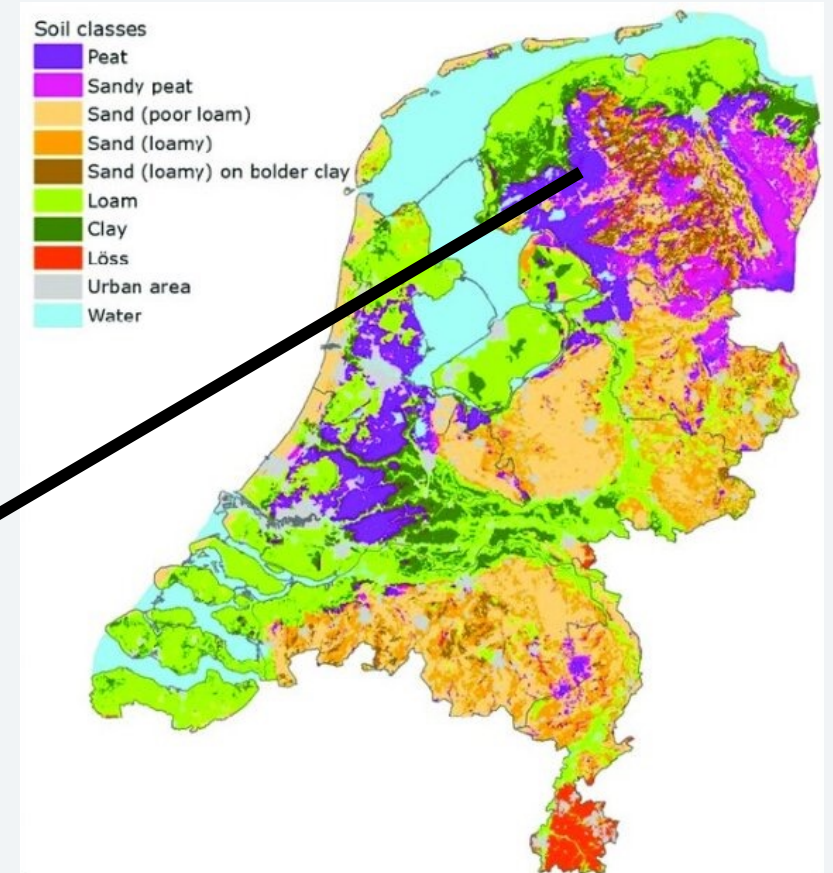 Soil classes
Peat
Sandy peat
Sand (poor loam)
Sand (loamy)
Sand (loamy) on bolder clay
Loam
Clay
Löss
Urban area
Water